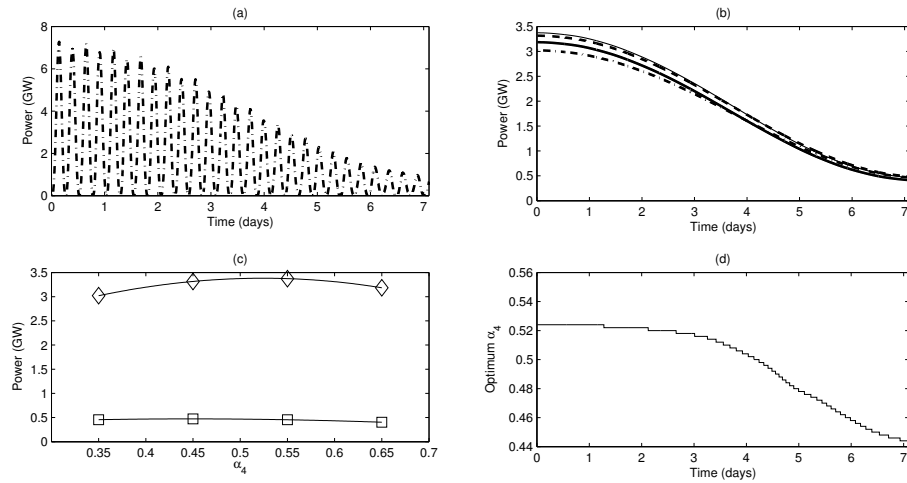 (a)
8
6
4
2
0
Power (GW)
0 1 2 3 4 5 6 7
Time (days)
(b)
3.5
3
2.5
2
1.5
1
0.5
0
Power (GW)
0 1 2 3 4 5 6 7
Time (days)
(c)
3.5
3
2.5
2
1.5
1
0.5
0
Power (GW)
0.35 0.4 0.45 0.5 0.55 0.6 0.65 0.7
α₄
(d)
0.56
0.54
0.52
0.5
0.48
0.46
0.44
Optimum α₄
0 1 2 3 4 5 6 7
Time (days)